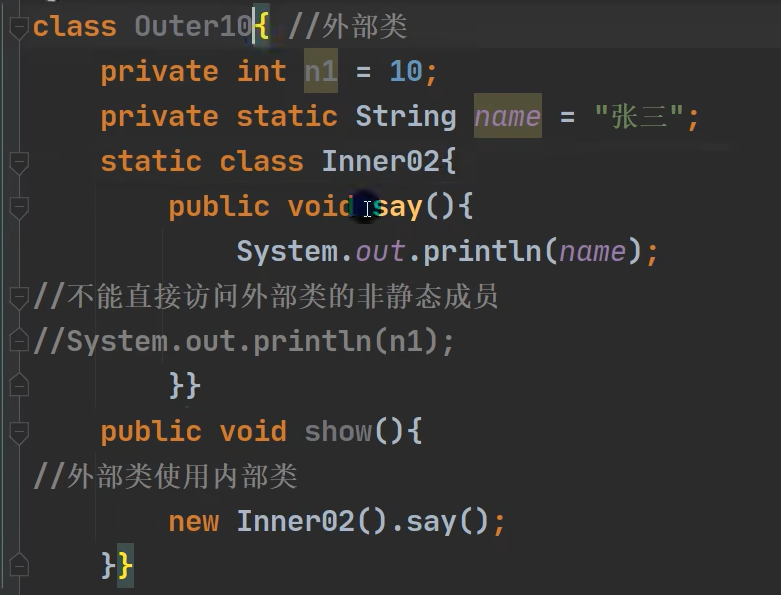 class Outer10{ //外部类
    private int n1 = 10;
    private static String name = "张三";
    static class Inner02{
        public void say(){
            System.out.println(name);
//不能直接访问外部类的非静态成员
//System.out.println(n1);
        }}
    public void show(){
//外部类使用内部类
        new Inner02().say();
    }}